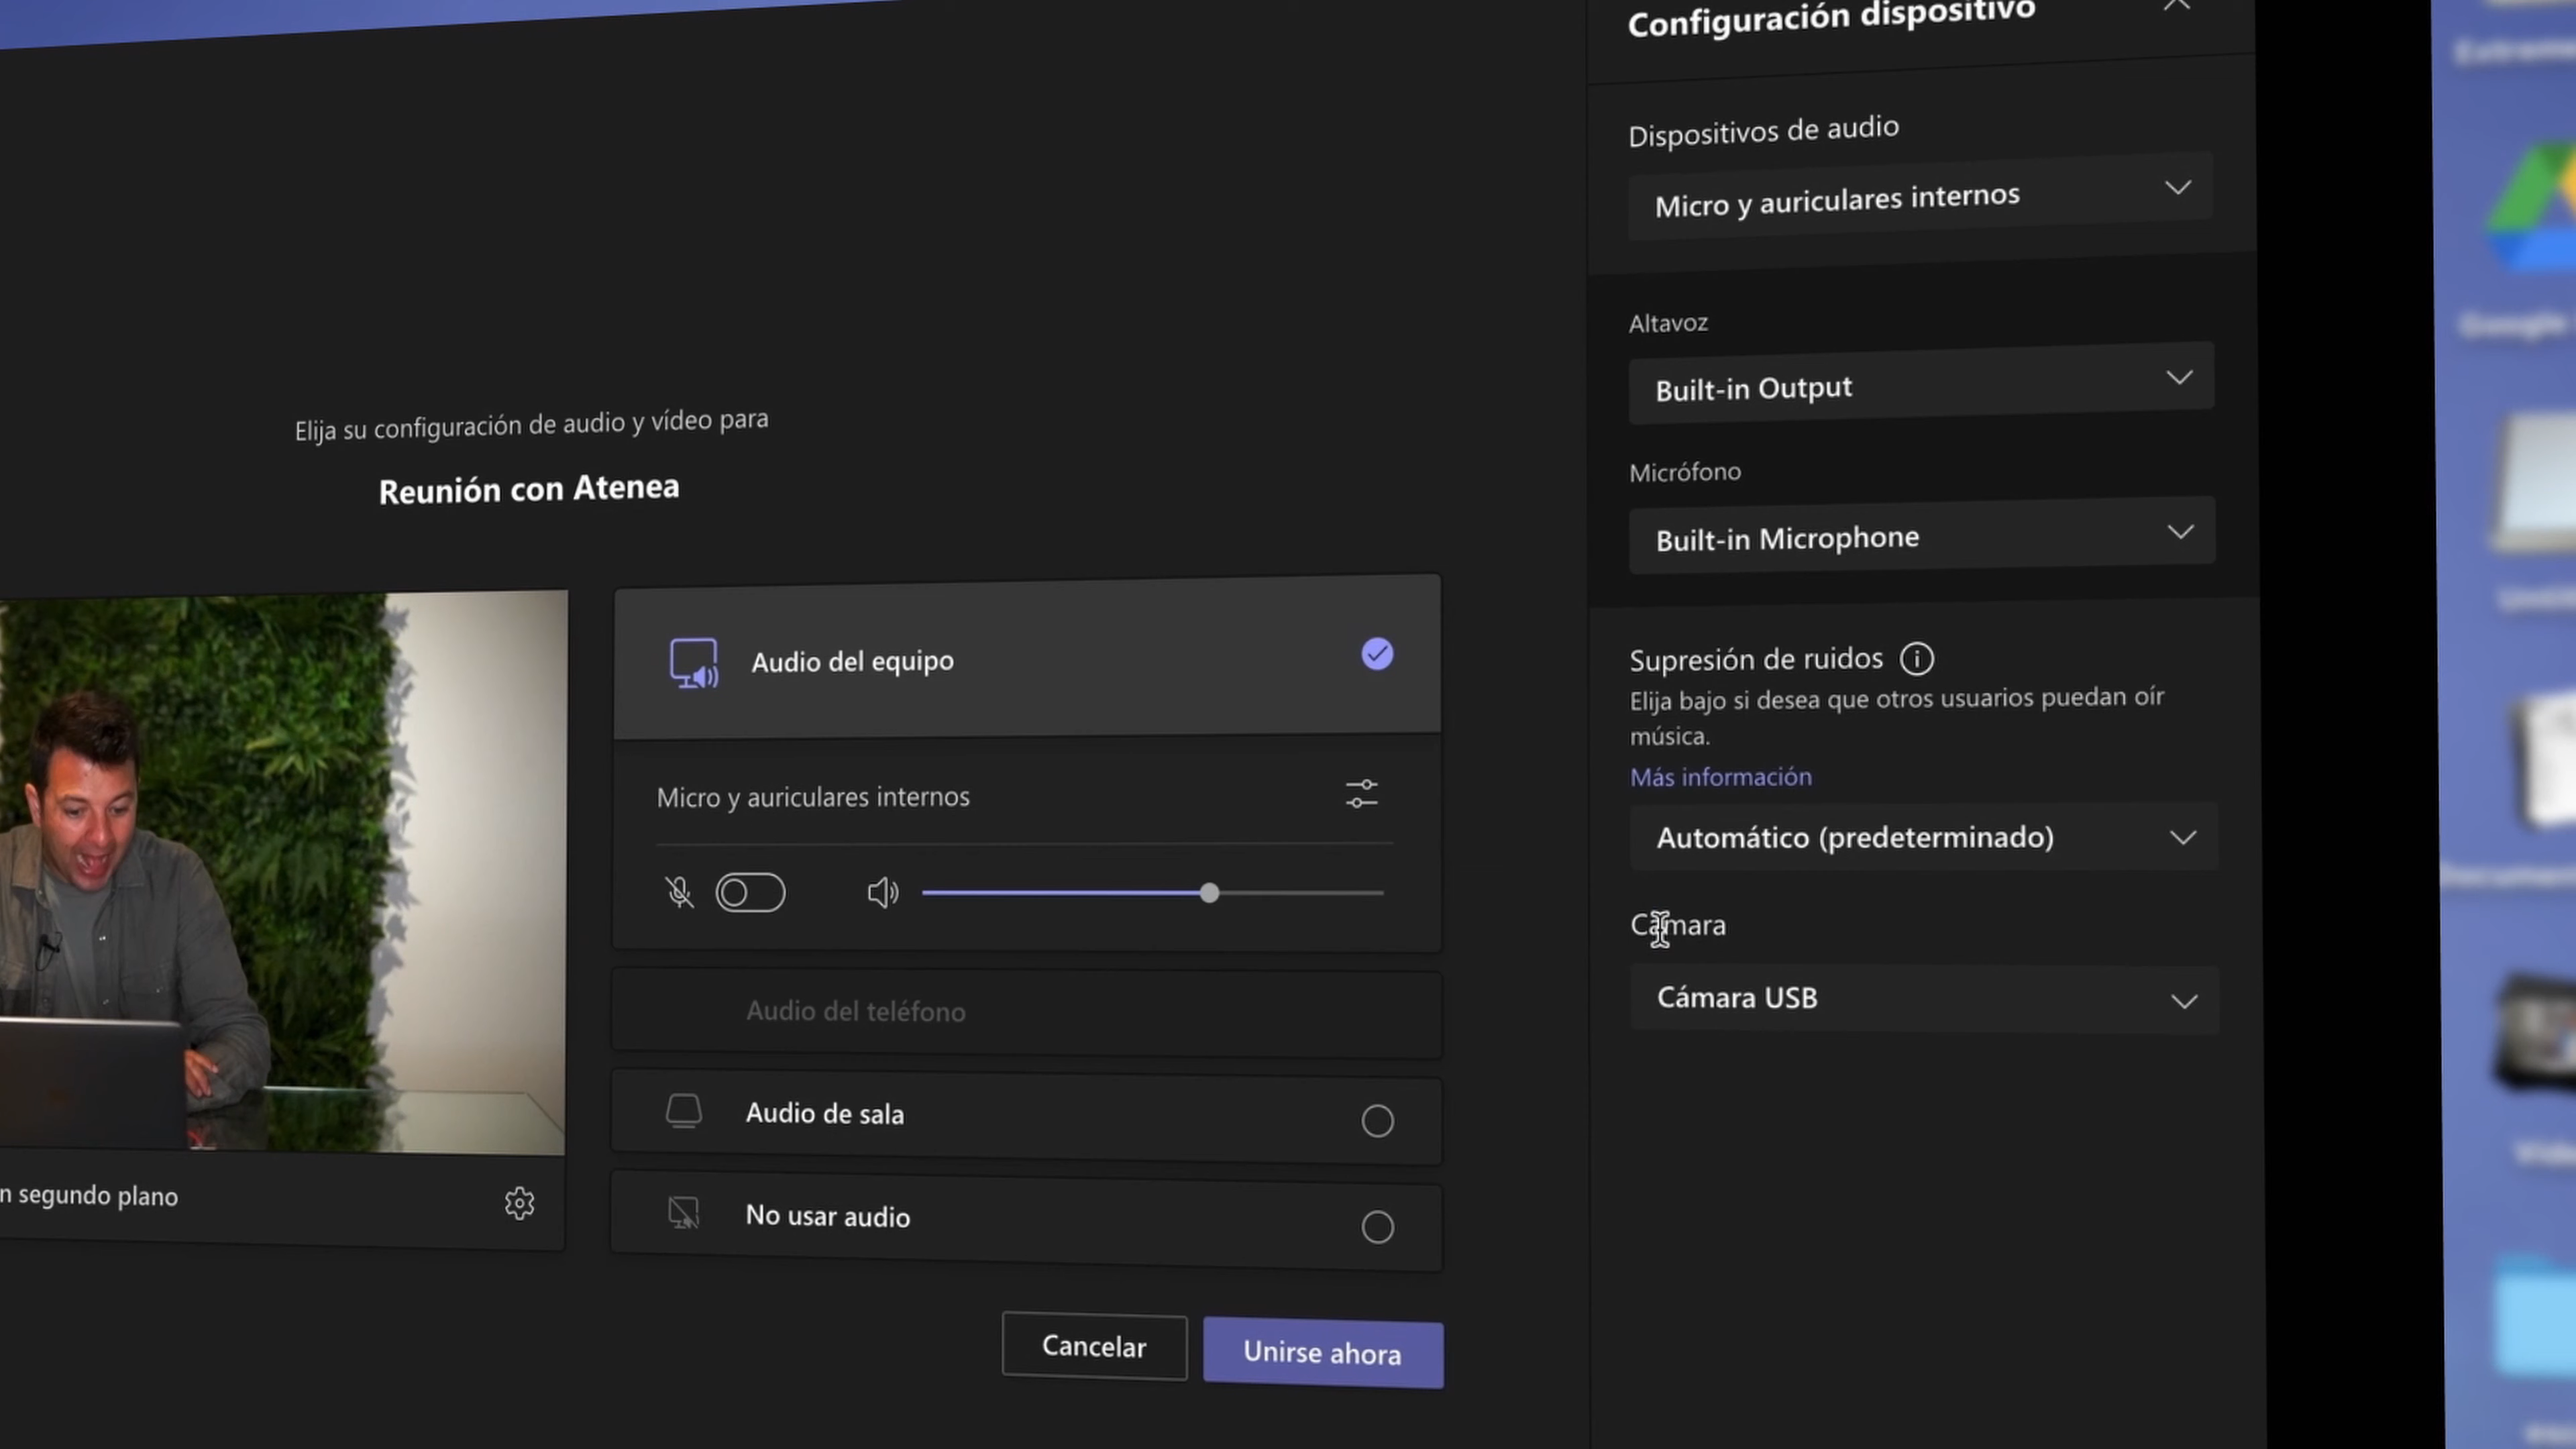 Configuración dispositivo
Dispositivos de audio
Micro y auriculares internos
Altavoz
Built-in Output
Micrófono
Built-in Microphone
Supresión de ruidos
Elija bajo si desea que otros usuarios puedan oír
música.
Más información
Automático (predeterminado)
Cámara
Cámara USB
Elija su configuración de audio y vídeo para
Reunión con Atenea
Audio del equipo
Micro y auriculares internos
Audio del teléfono
Audio de sala
No usar audio
n segundo plano
Cancelar
Unirse ahora
Google